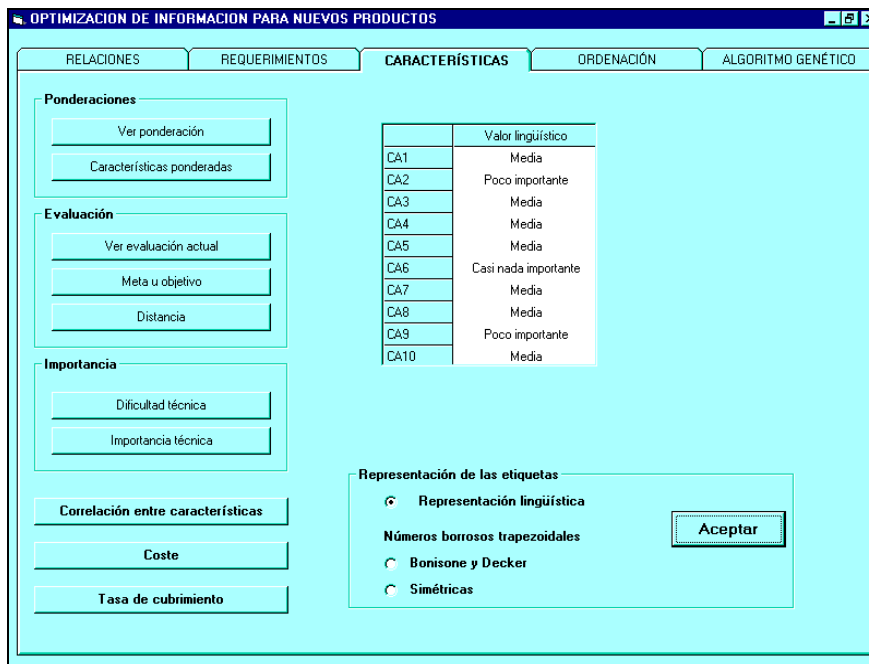 OPTIMIZACION DE INFORMACION PARA NUEVOS PRODUCTOS
RELACIONES REQUERIMIENTOS CARACTERÍSTICAS ORDENACIÓN ALGORITMO GENÉTICO
Ponderaciones
Ver ponderación
Características ponderadas
Evaluación
Ver evaluación actual
Meta u objetivo
Distancia
Importancia
Dificultad técnica
Importancia técnica
Correlación entre características
Coste
Tasa de cubrimiento
Valor lingüístico
CA1 Media
CA2 Poco importante
CA3 Media
CA4 Media
CA5 Media
CA6 Casi nada importante
CA7 Media
CA8 Media
CA9 Poco importante
CA10 Media
Representación de las etiquetas
Representación lingüística
Números borrosos trapezoidales
Bonisone y Decker
Simétricas
Aceptar